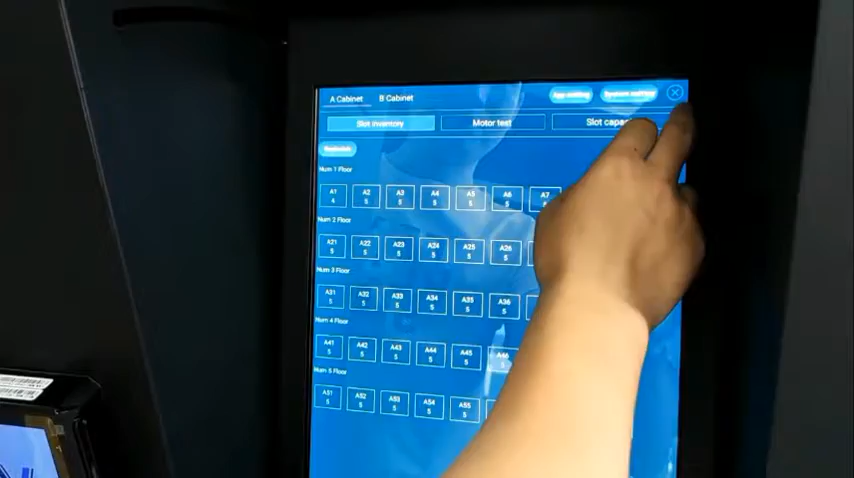 A Cabinet B Cabinet App setting System settings
Slot inventory Motor test Slot capac
Num 1 Floor
A1 A2 A3 A4 A5 A6 A7
4 5 5 5 5 5 5
Num 2 Floor
A21 A22 A23 A24 A25 A26
5 5 5 5 5 5
Num 3 Floor
A31 A32 A33 A34 A35 A36
5 5 5 5 5 5
Num 4 Floor
A41 A42 A43 A44 A45 A46
5 5 5 5 5 5
Num 5 Floor
A51 A52 A53 A54 A55
5 5 5 5 5